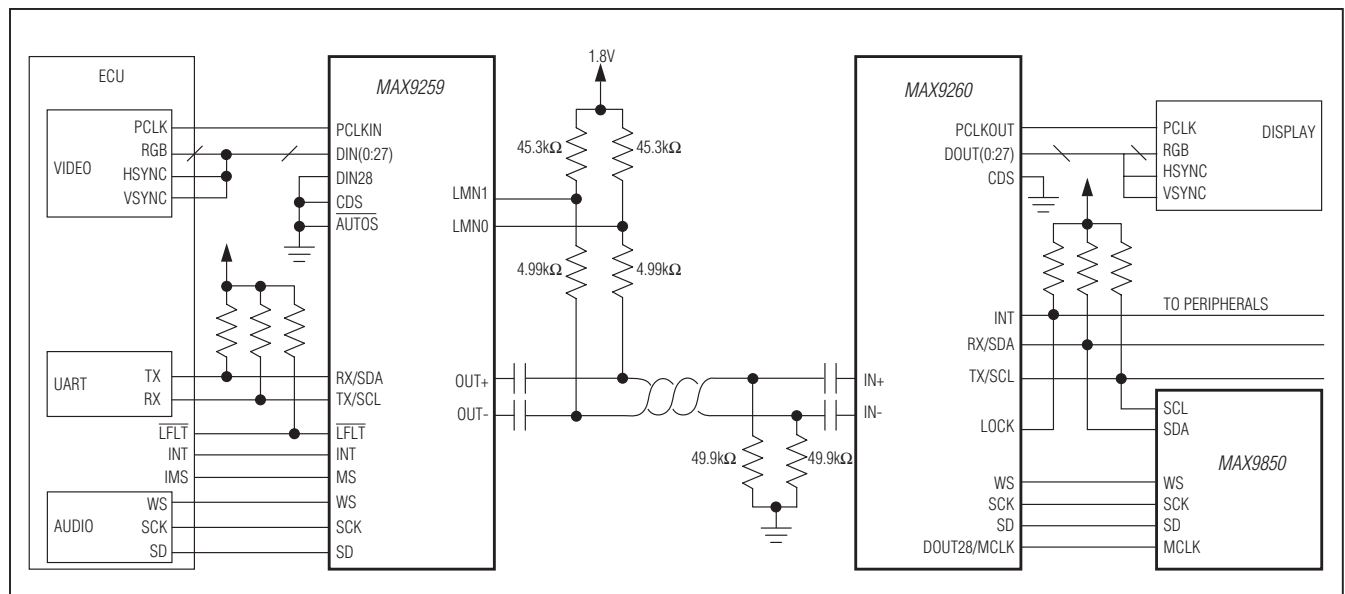 ECU
VIDEO
PCLK
RGB
HSYNC
VSYNC
UART
TX
RX
LFLT
INT
IMS
AUDIO
WS
SCK
SD
MAX9259
PCLKIN
DIN(0:27)
DIN28
CDS
AUTOS
RX/SDA
TX/SCL
LFLT
INT
MS
WS
SCK
SD
LMN1
LMN0
OUT+
OUT-
1.8V
45.3kΩ
45.3kΩ
4.99kΩ
4.99kΩ
49.9kΩ
49.9kΩ
MAX9260
IN+
IN-
PCLKOUT
DOUT(0:27)
CDS
INT
RX/SDA
TX/SCL
LOCK
WS
SCK
SD
DOUT28/MCLK
PCLK
RGB
HSYNC
VSYNC
DISPLAY
TO PERIPHERALS
SCL
SDA
MAX9850
WS
SCK
SD
MCLK